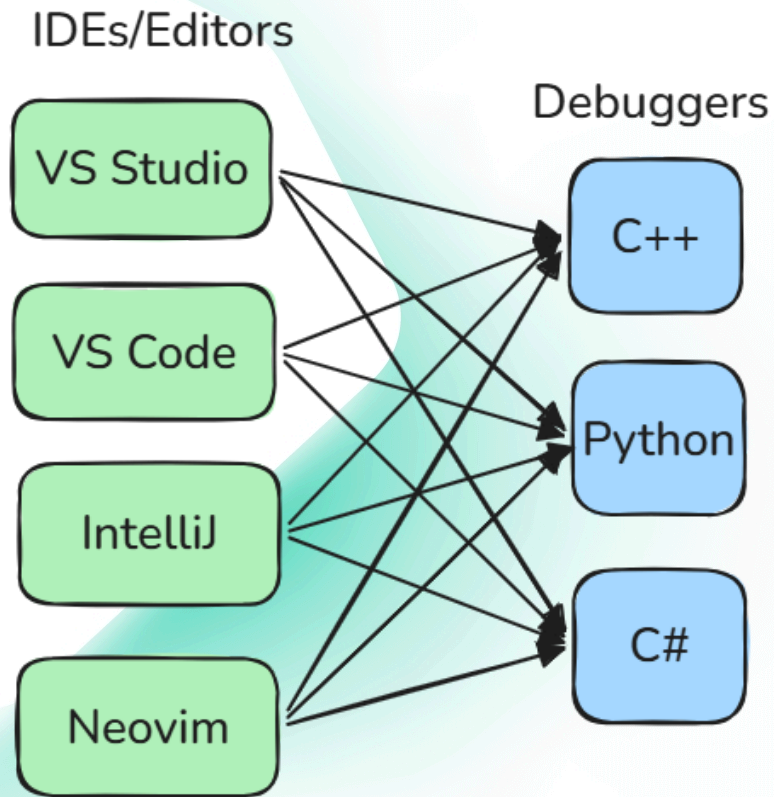 IDEs/Editors
Debuggers
VS Studio
C++
VS Code
Python
IntelliJ
C#
Neovim